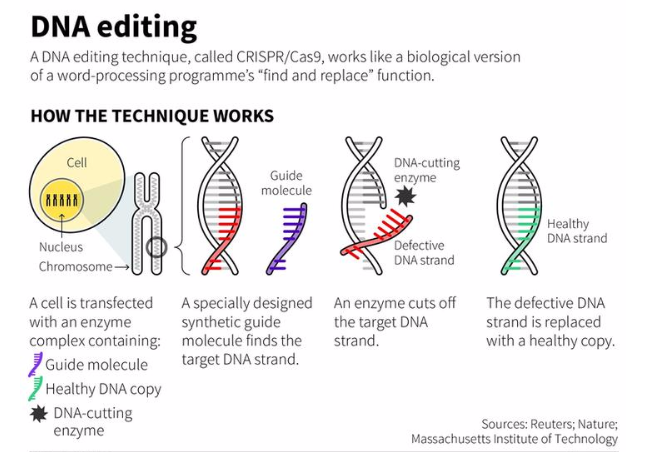 DNA editing
A DNA editing technique, called CRISPR/Cas9, works like a biological version
of a word-processing programme's “find and replace” function.
HOW THE TECHNIQUE WORKS
Cell
Nucleus
Chromosome
Guide
molecule
DNA-cutting
enzyme
Defective
DNA strand
Healthy
DNA strand
A cell is transfected
with an enzyme
complex containing:
Guide molecule
Healthy DNA copy
DNA-cutting
enzyme
A specially designed
synthetic guide
molecule finds the
target DNA strand.
An enzyme cuts off
the target DNA
strand.
The defective DNA
strand is replaced
with a healthy copy.
Sources: Reuters; Nature;
Massachusetts Institute of Technology